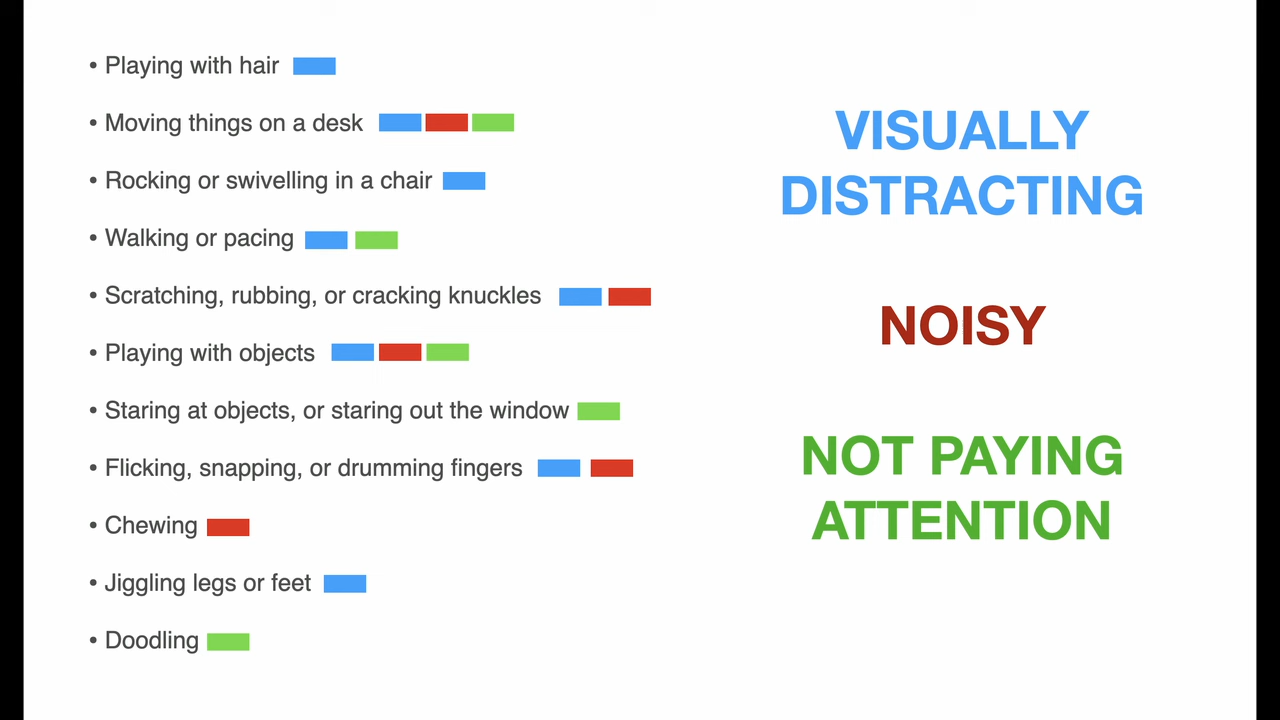 • Playing with hair
• Moving things on a desk
• Rocking or swivelling in a chair
• Walking or pacing
• Scratching, rubbing, or cracking knuckles
• Playing with objects
• Staring at objects, or staring out the window
• Flicking, snapping, or drumming fingers
• Chewing
• Jiggling legs or feet
• Doodling
VISUALLY
DISTRACTING
NOISY
NOT PAYING
ATTENTION